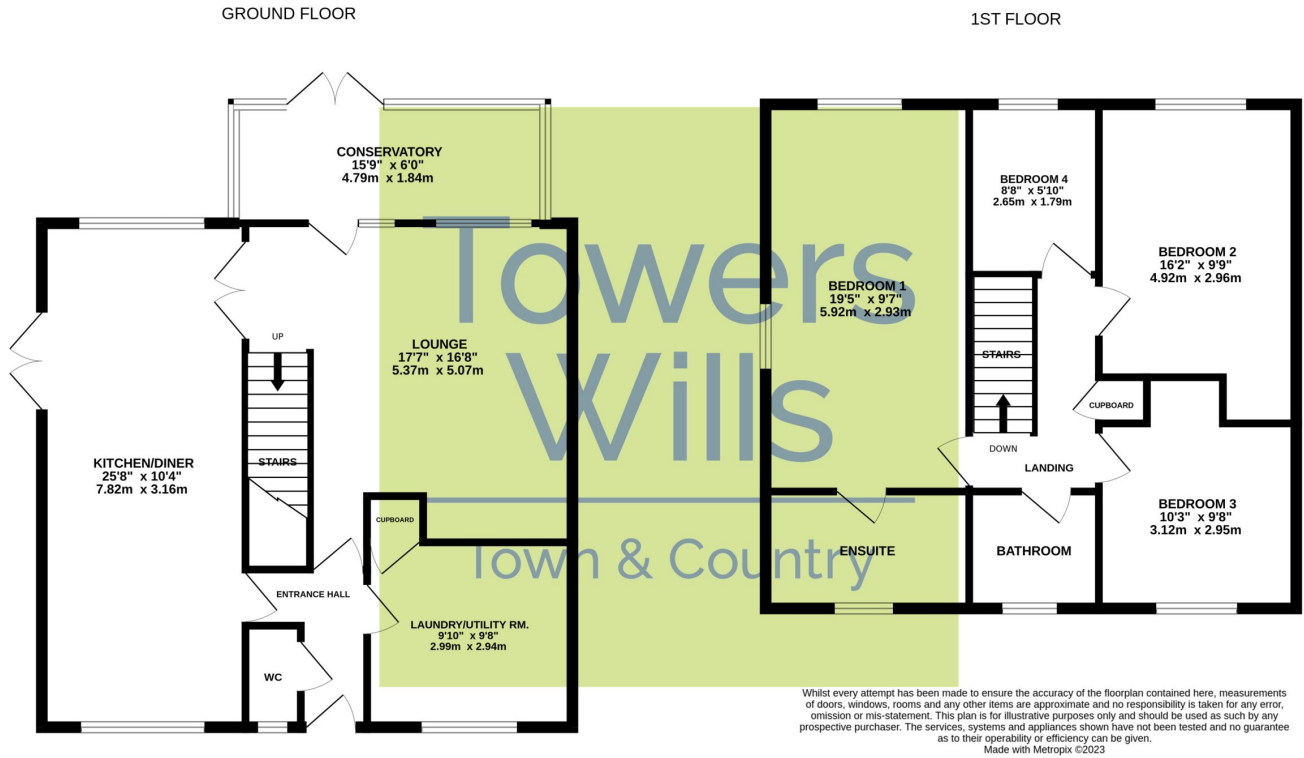 GROUND FLOOR
CONSERVATORY
15'9" x 6'0"
4.79m x 1.84m
UP
LOUNGE
17'7" x 16'8"
5.37m x 5.07m
KITCHEN/DINER
25'8" x 10'4"
7.82m x 3.16m
STAIRS
CUPBOARD
ENTRANCE HALL
LAUNDRY/UTILITY RM.
9'10" x 9'8"
2.99m x 2.94m
WC
1ST FLOOR
BEDROOM 4
8'8" x 5'10"
2.65m x 1.79m
BEDROOM 2
16'2" x 9'9"
4.92m x 2.96m
BEDROOM 1
19'5" x 9'7"
5.92m x 2.93m
STAIRS
CUPBOARD
DOWN
LANDING
BEDROOM 3
10'3" x 9'8"
3.12m x 2.95m
ENSUITE
BATHROOM
Towers
Wills
Town & Country
Whilst every attempt has been made to ensure the accuracy of the floorplan contained here, measurements
of doors, windows, rooms and any other items are approximate and no responsibility is taken for any error,
omission or mis-statement. This plan is for illustrative purposes only and should be used as such by any
prospective purchaser. The services, systems and appliances shown have not been tested and no guarantee
as to their operability or efficiency can be given.
Made with Metropix ©2023